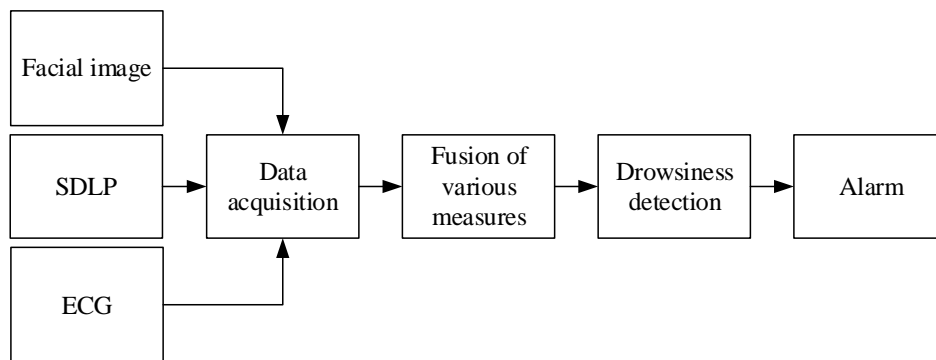 Facial image
SDLP
ECG
Data
acquisition
Fusion of
various
measures
Drowsiness
detection
Alarm